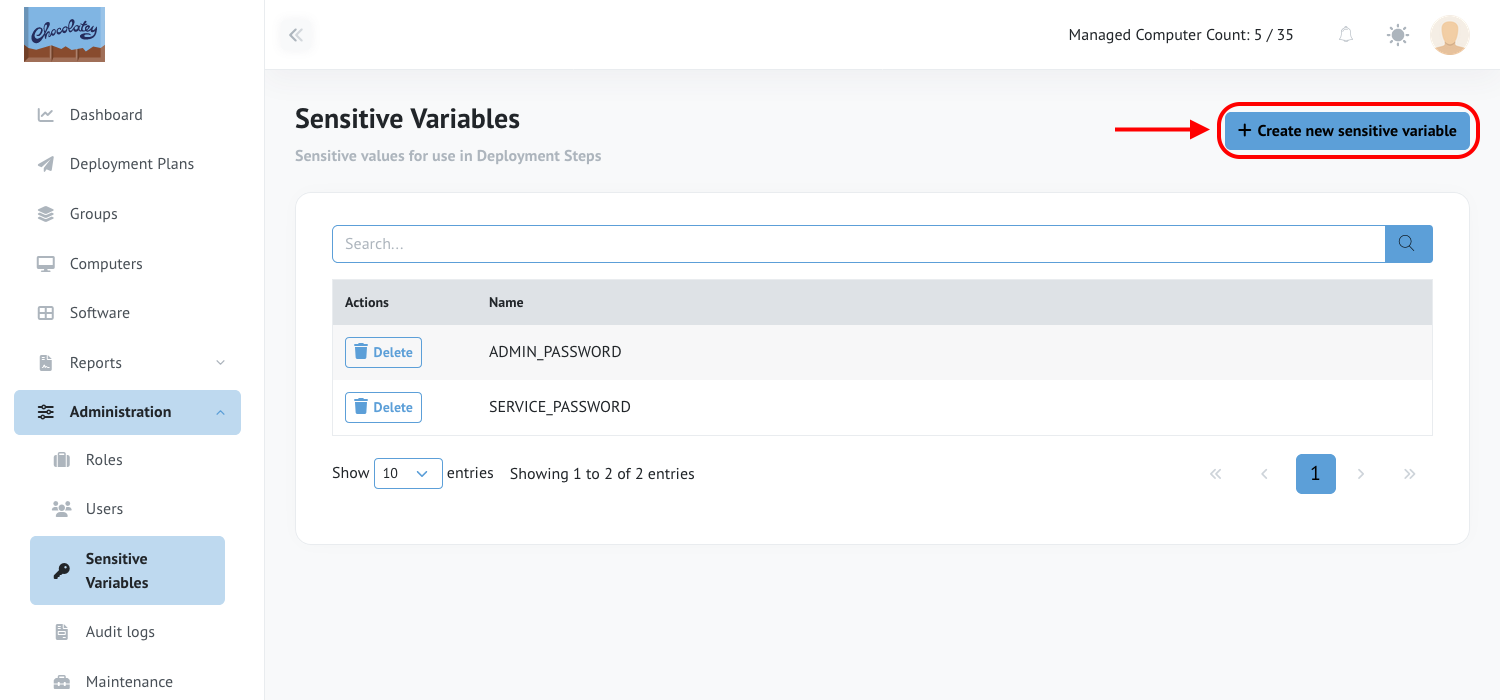 Chocolatey
Managed Computer Count: 5 / 35
Dashboard
Deployment Plans
Groups
Computers
Software
Reports
Administration
Roles
Users
Sensitive
Variables
Audit logs
Maintenance
Sensitive Variables
Sensitive values for use in Deployment Steps
+ Create new sensitive variable
Search...
Actions Name
Delete ADMIN_PASSWORD
Delete SERVICE_PASSWORD
Show 10 entries Showing 1 to 2 of 2 entries
« ‹ 1 › »